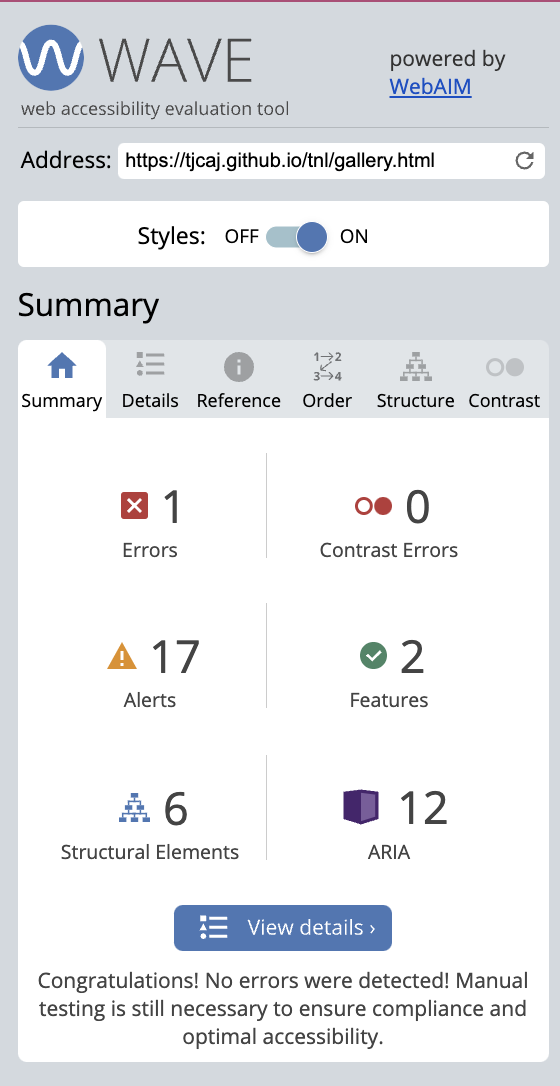 WAVE
web accessibility evaluation tool
powered by
WebAIM
Address: https://tjcaj.github.io/tnl/gallery.html
Styles: OFF ON
Summary
1→2
3→4
Summary Details Reference Order Structure Contrast
1 0
Errors Contrast Errors
17 2
Alerts Features
6 12
Structural Elements ARIA
View details ›
Congratulations! No errors were detected! Manual
testing is still necessary to ensure compliance and
optimal accessibility.